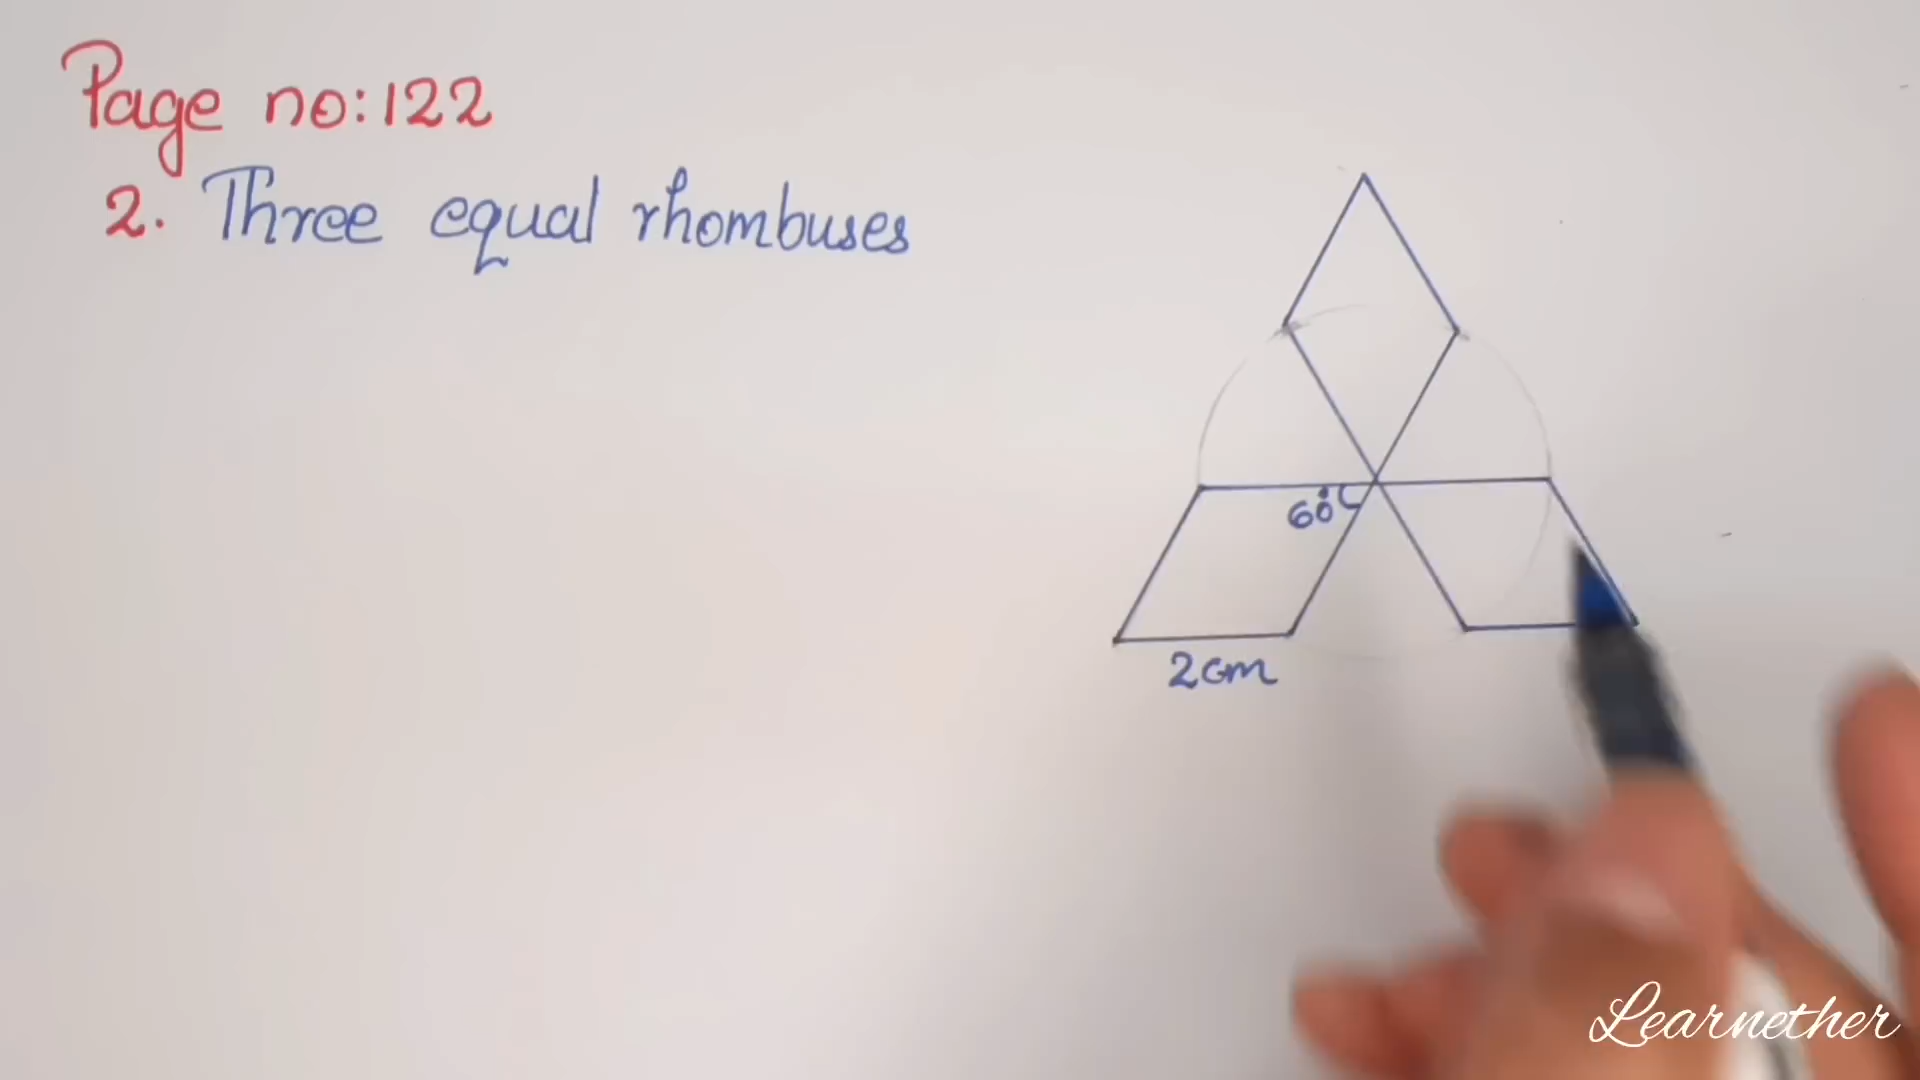 Page no:122
2. Three equal rhombuses
60°
2cm
Learnether